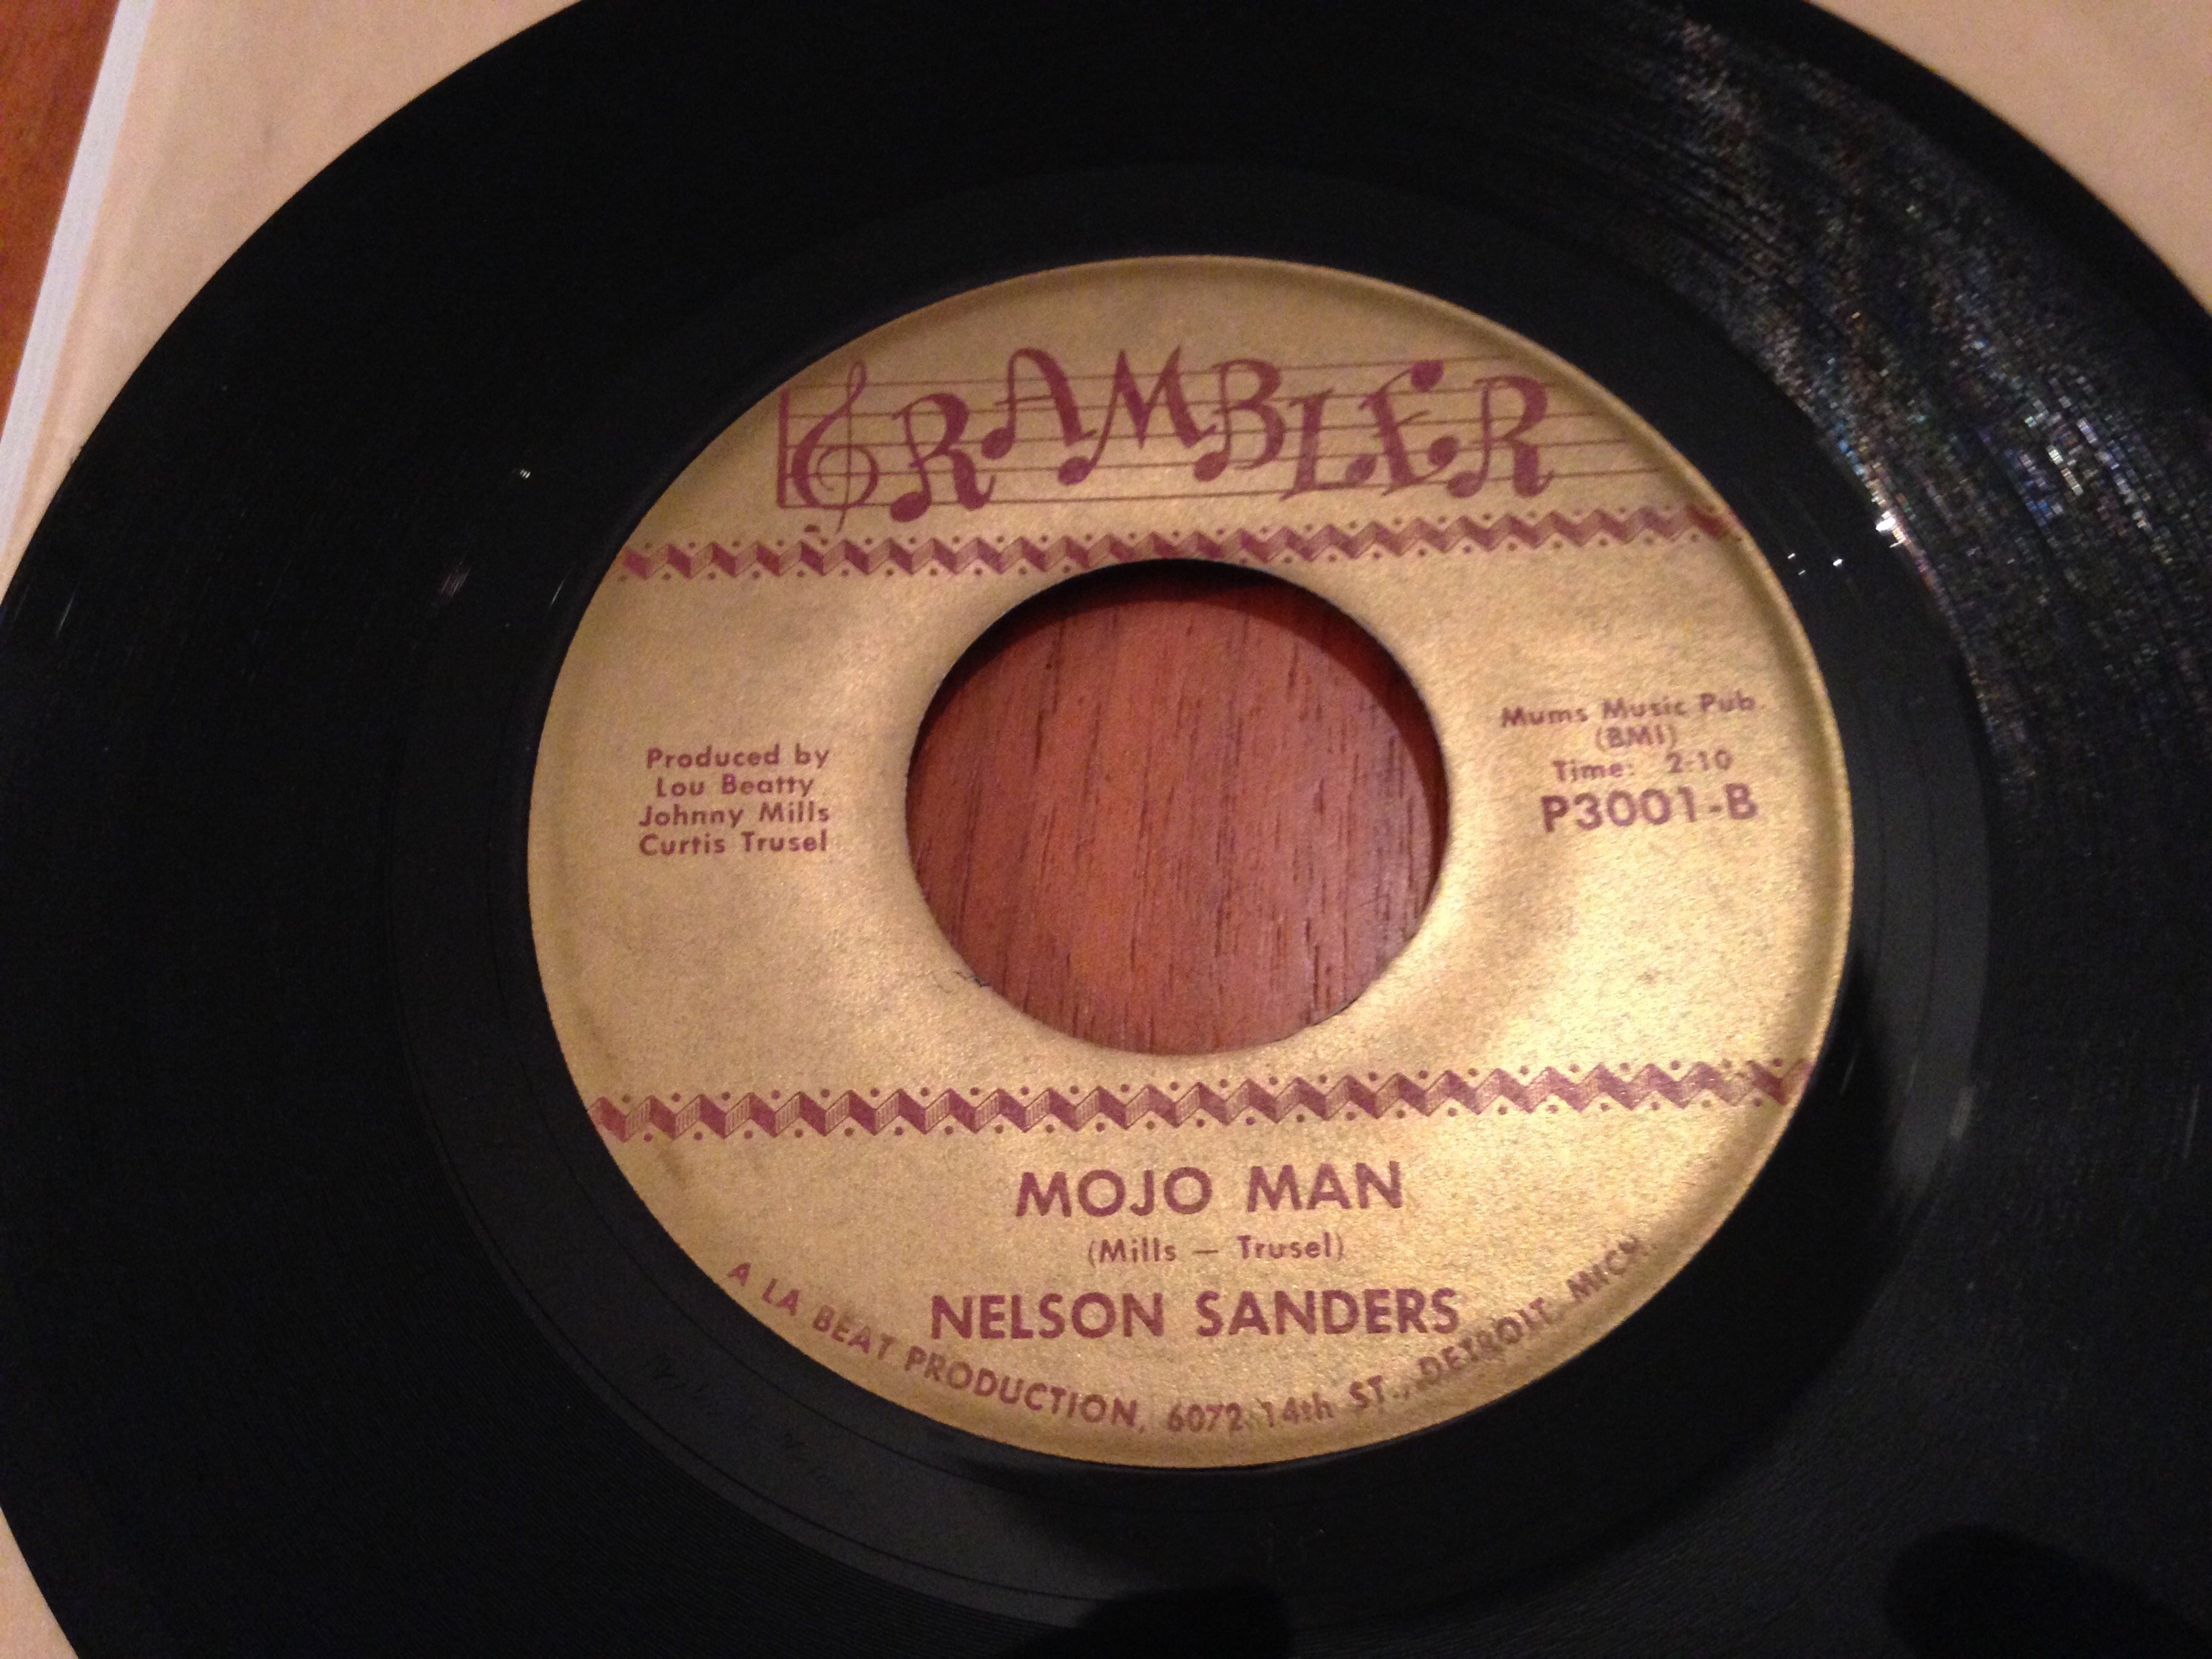 RAMBLER
Produced by
Lou Beatty
Johnny Mills
Curtis Trusel
Mums Music Pub.
(BMI)
Time: 2:10
P3001-B
MOJO MAN
(Mills — Trusel)
NELSON SANDERS
A LA BEAT PRODUCTION, 6072 14th ST., DETROIT, MICH.